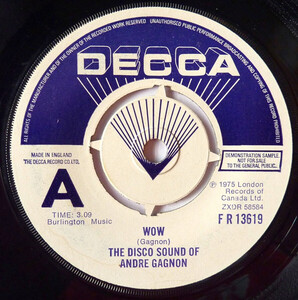 ALL RIGHTS OF THE MANUFACTURER AND OF THE OWNER OF THE RECORDED WORK RESERVED UNAUTHORISED PUBLIC PERFORMANCE BROADCASTING AND COPYING OF THIS RECORD PROHIBITED
DECCA
MADE IN ENGLAND
THE DECCA RECORD CO. LTD.
DEMONSTRATION SAMPLE,
NOT FOR SALE
TO THE GENERAL PUBLIC.
A
TIME: 3.09
Burlington Music
℗ 1975 London
Records of
Canada
ZXDR 58584
F R 13619
WOW
(Gagnon)
THE DISCO SOUND OF
ANDRE GAGNON